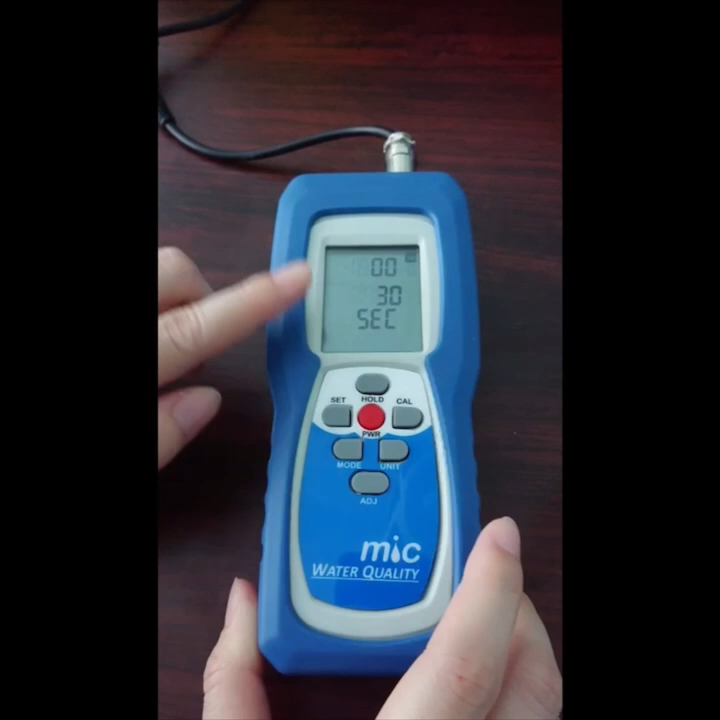 00
30
SEC
SET HOLD CAL
PWR
MODE UNIT
ADJ
mic
WATER QUALITY